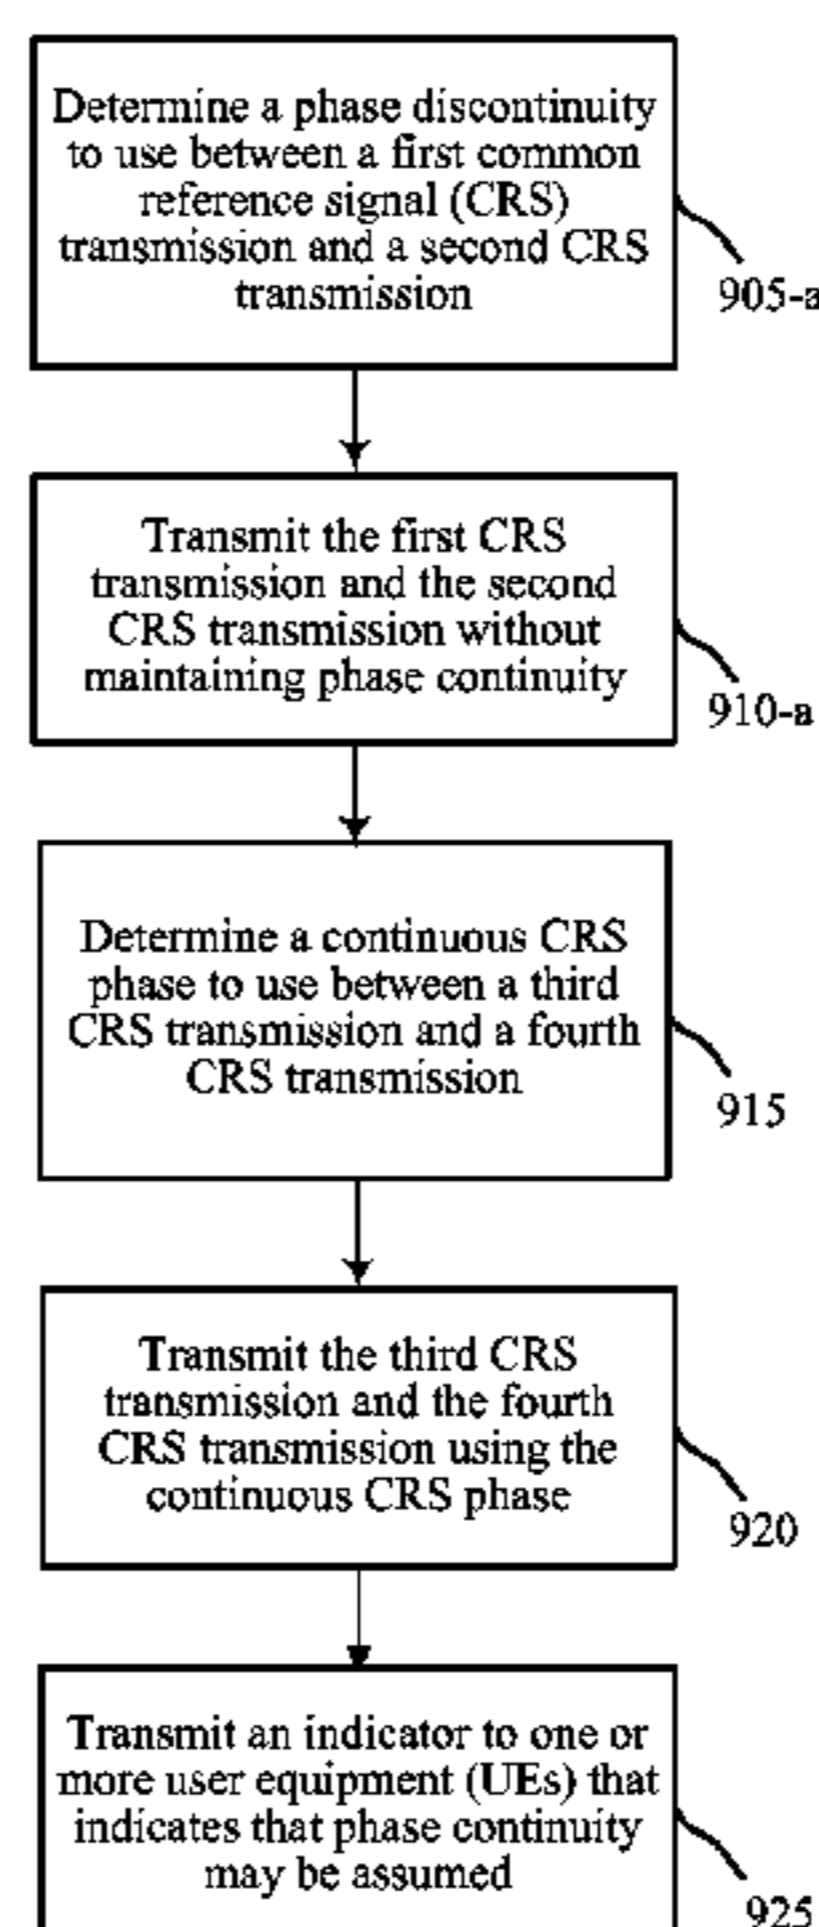 Determine a phase discontinuity
to use between a first common
reference signal (CRS)
transmission and a second CRS
transmission
905-a
Transmit the first CRS
transmission and the second
CRS transmission without
maintaining phase continuity
910-a
Determine a continuous CRS
phase to use between a third
CRS transmission and a fourth
CRS transmission
915
Transmit the third CRS
transmission and the fourth
CRS transmission using the
continuous CRS phase
920
Transmit an indicator to one or
more user equipment (UEs) that
indicates that phase continuity
may be assumed
925